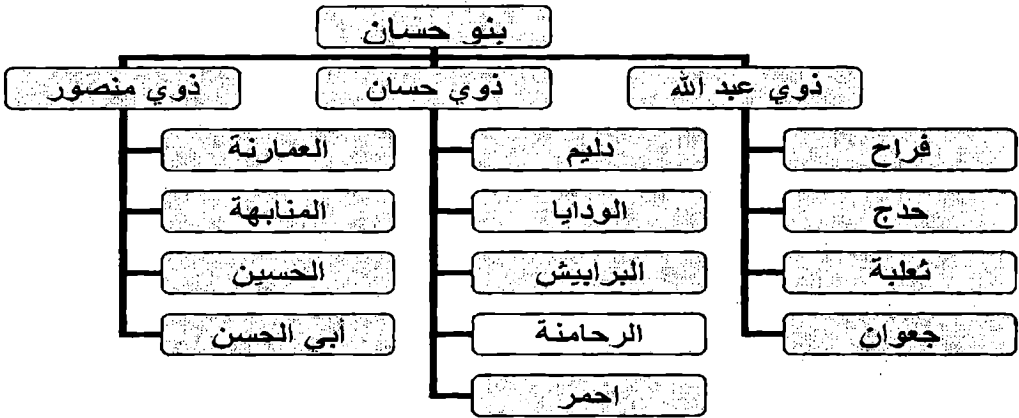 بنو حسان
ذوي عبد الله
ذوي حسان
ذوي منصور
فراح
دليم
العمارنة
حدج
الودايا
المنابهة
ثعلبة
البرابيش
الحسين
جعوان
الرحامنة
أبي الحسن
احمر